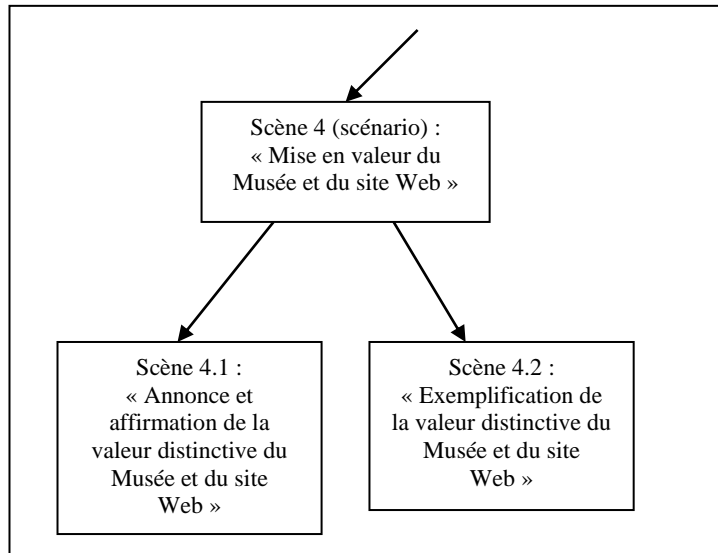 Scène 4 (scénario) :
« Mise en valeur du
Musée et du site Web »
Scène 4.1 :
« Annonce et
affirmation de la
valeur distinctive du
Musée et du site
Web »
Scène 4.2 :
« Exemplification de
la valeur distinctive du
Musée et du site
Web »